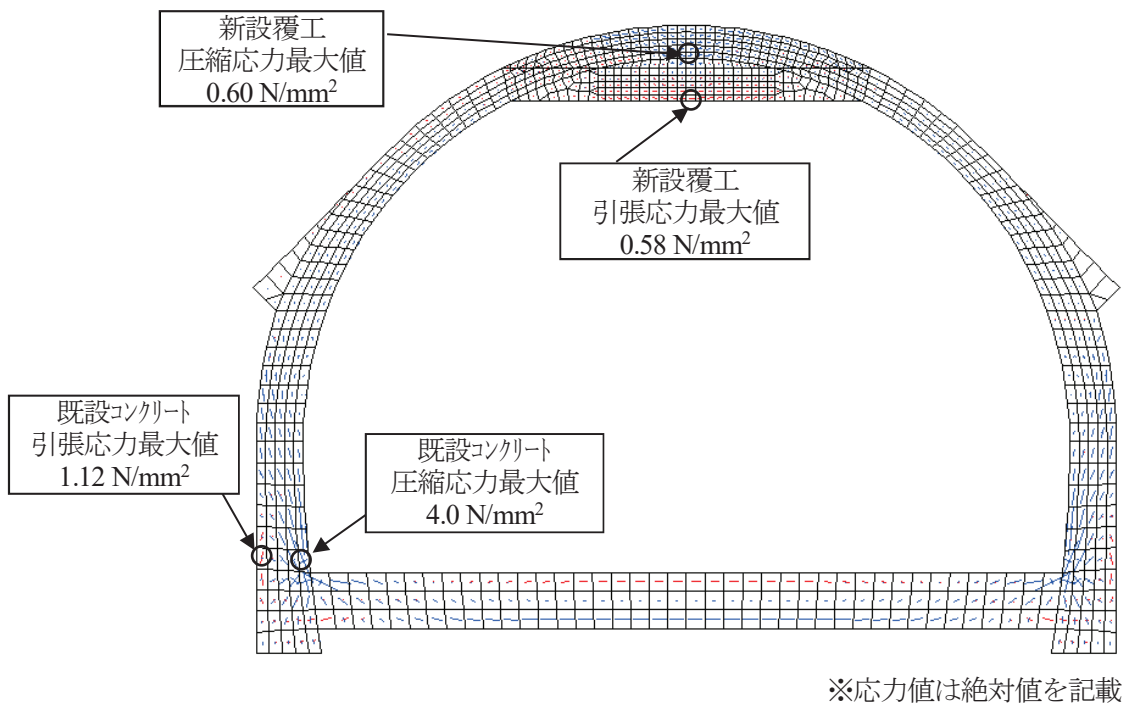 新設覆工
圧縮応力最大値
0.60 N/mm²
新設覆工
引張応力最大値
0.58 N/mm²
既設コンクリート
引張応力最大値
1.12 N/mm²
既設コンクリート
圧縮応力最大値
4.0 N/mm²
※応力値は絶対値を記載